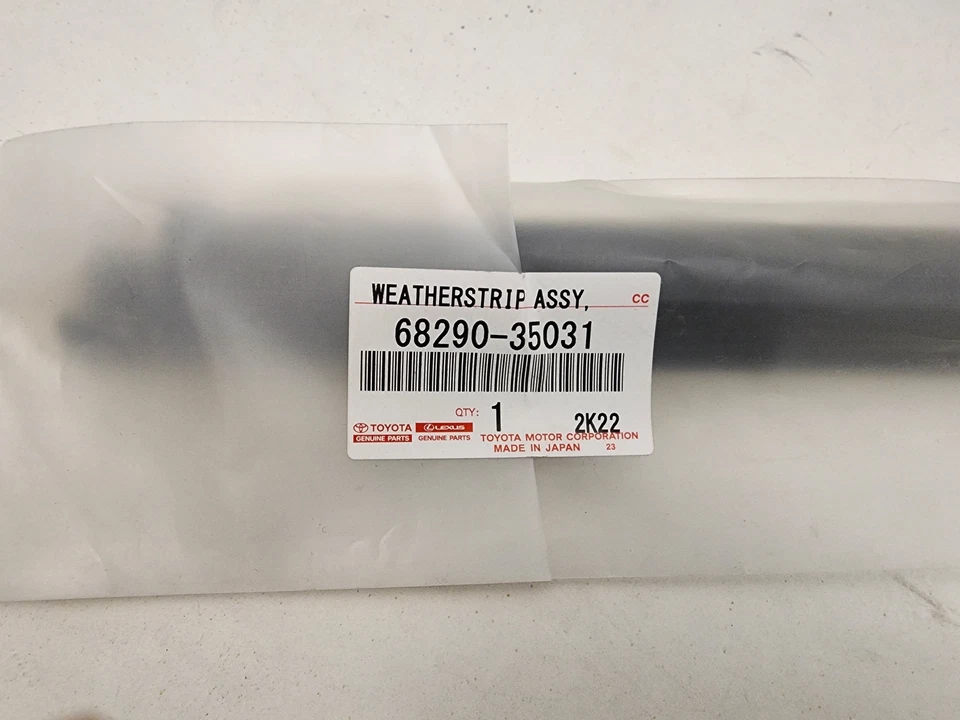 WEATHERSTRIP ASSY, CC
68290-35031
QTY: 1 2K22
TOYOTA LEXUS
GENUINE PARTS GENUINE PARTS TOYOTA MOTOR CORPORATION
MADE IN JAPAN 23